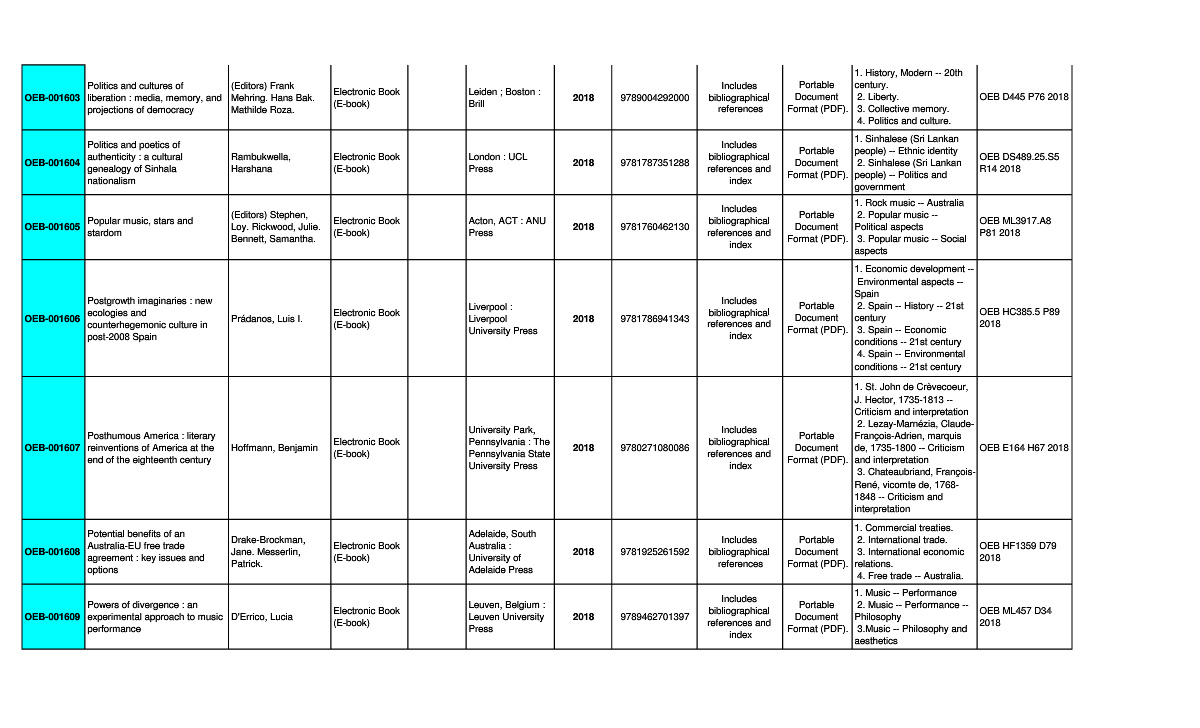 OEB-001603
Politics and cultures of
liberation : media, memory, and
projections of democracy
(Editors) Frank
Mehring. Hans Bak.
Mathilde Roza.
Electronic Book
(E-book)
Leiden ; Boston :
Brill
2018
9789004292000
Includes
bibliographical
references
Portable
Document
Format (PDF).
1. History, Modern -- 20th
century.
2. Liberty.
3. Collective memory.
4. Politics and culture.
OEB D445 P76 2018
OEB-001604
Politics and poetics of
authenticity : a cultural
genealogy of Sinhala
nationalism
Rambukwella,
Harshana
Electronic Book
(E-book)
London : UCL
Press
2018
9781787351288
Includes
bibliographical
references and
index
Portable
Document
Format (PDF).
1. Sinhalese (Sri Lankan
people) -- Ethnic identity
2. Sinhalese (Sri Lankan
people) -- Politics and
government
OEB DS489.25.S5
R14 2018
OEB-001605
Popular music, stars and
stardom
(Editors) Stephen,
Loy. Rickwood, Julie.
Bennett, Samantha.
Electronic Book
(E-book)
Acton, ACT : ANU
Press
2018
9781760462130
Includes
bibliographical
references and
index
Portable
Document
Format (PDF).
1. Rock music -- Australia
2. Popular music --
Political aspects
3. Popular music -- Social
aspects
OEB ML3917.A8
P81 2018
OEB-001606
Postgrowth imaginaries : new
ecologies and
counterhegemonic culture in
post-2008 Spain
Prádanos, Luis I.
Electronic Book
(E-book)
Liverpool :
Liverpool
University Press
2018
9781786941343
Includes
bibliographical
references and
index
Portable
Document
Format (PDF).
1. Economic development --
Environmental aspects --
Spain
2. Spain -- History -- 21st
century
3. Spain -- Economic
conditions -- 21st century
4. Spain -- Environmental
conditions -- 21st century
OEB HC385.5 P89
2018
OEB-001607
Posthumous America : literary
reinventions of America at the
end of the eighteenth century
Hoffmann, Benjamin
Electronic Book
(E-book)
University Park,
Pennsylvania : The
Pennsylvania State
University Press
2018
9780271080086
Includes
bibliographical
references and
index
Portable
Document
Format (PDF).
1. St. John de Crèvecoeur,
J. Hector, 1735-1813 --
Criticism and interpretation
2. Lezay-Marnézia, Claude-
François-Adrien, marquis
de, 1735-1800 -- Criticism
and interpretation
3. Chateaubriand, François-
René, vicomte de, 1768-
1848 -- Criticism and
interpretation
OEB E164 H67 2018
OEB-001608
Potential benefits of an
Australia-EU free trade
agreement : key issues and
options
Drake-Brockman,
Jane. Messerlin,
Patrick.
Electronic Book
(E-book)
Adelaide, South
Australia :
University of
Adelaide Press
2018
9781925261592
Includes
bibliographical
references
Portable
Document
Format (PDF).
1. Commercial treaties.
2. International trade.
3. International economic
relations.
4. Free trade -- Australia.
OEB HF1359 D79
2018
OEB-001609
Powers of divergence : an
experimental approach to music
performance
D'Errico, Lucia
Electronic Book
(E-book)
Leuven, Belgium :
Leuven University
Press
2018
9789462701397
Includes
bibliographical
references and
index
Portable
Document
Format (PDF).
1. Music -- Performance
2. Music -- Performance --
Philosophy
3.Music -- Philosophy and
aesthetics
OEB ML457 D34
2018